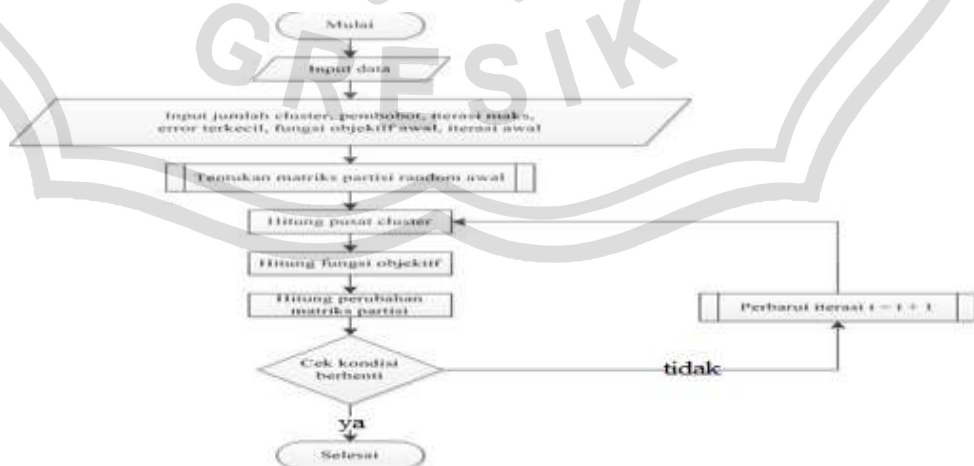 Mulai
GRESIK
Input data
Input jumlah cluster, pembobot, iterasi maks,
error terkecil, fungsi objektif awal, iterasi awal
Tentukan matriks partisi random awal
Hitung pusat cluster
Hitung fungsi objektif
Hitung perubahan
matriks partisi
Perbarui iterasi t = t + 1
Cek kondisi
berhenti
tidak
ya
Selesai